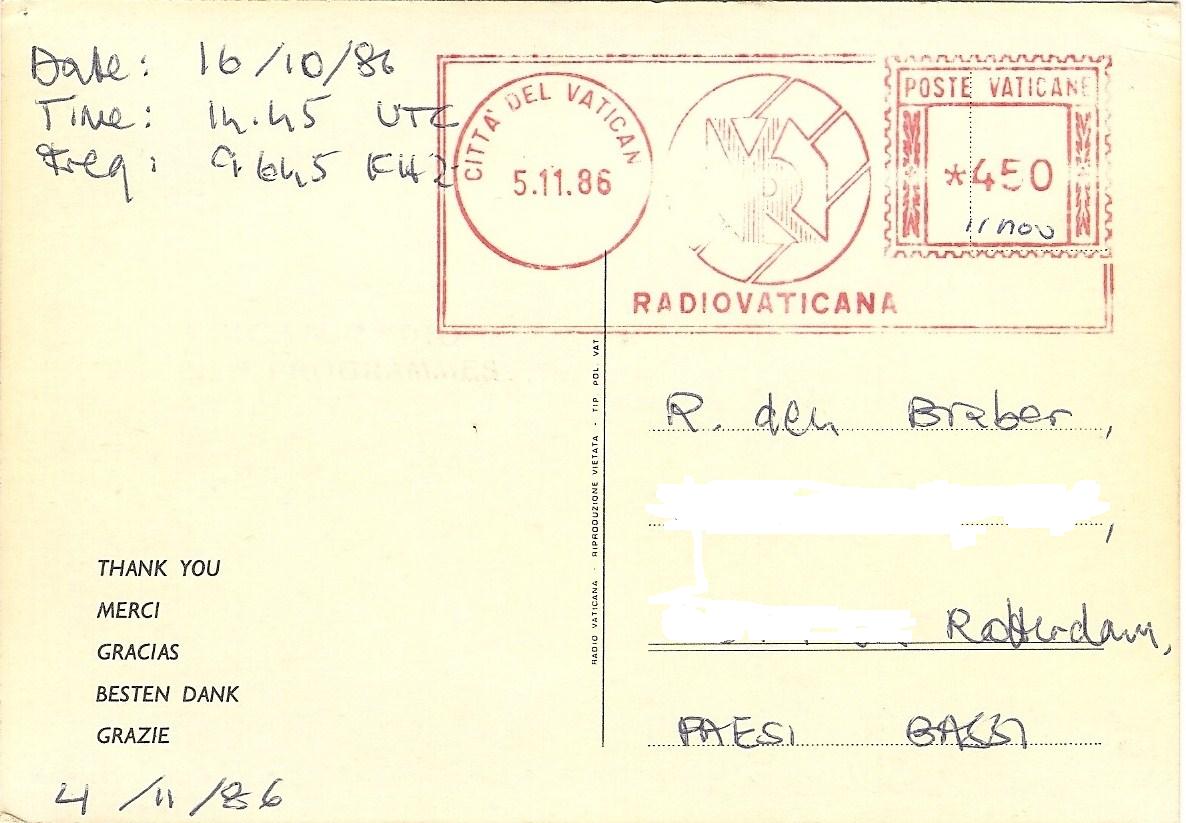 Date: 16/10/86
Time: 14.45 UTC
Freq: 9645 KHz
CITTA' DEL VATICAN
5.11.86
RADIOVATICANA
POSTE VATICANE
*450
11 nov
RADIO VATICANA - RIPRODUZIONE VIETATA - TIP. POL. VAT
R. den Braber,
,
Rotterdam,
PAESI BASSI
THANK YOU
MERCI
GRACIAS
BESTEN DANK
GRAZIE
4/11/86